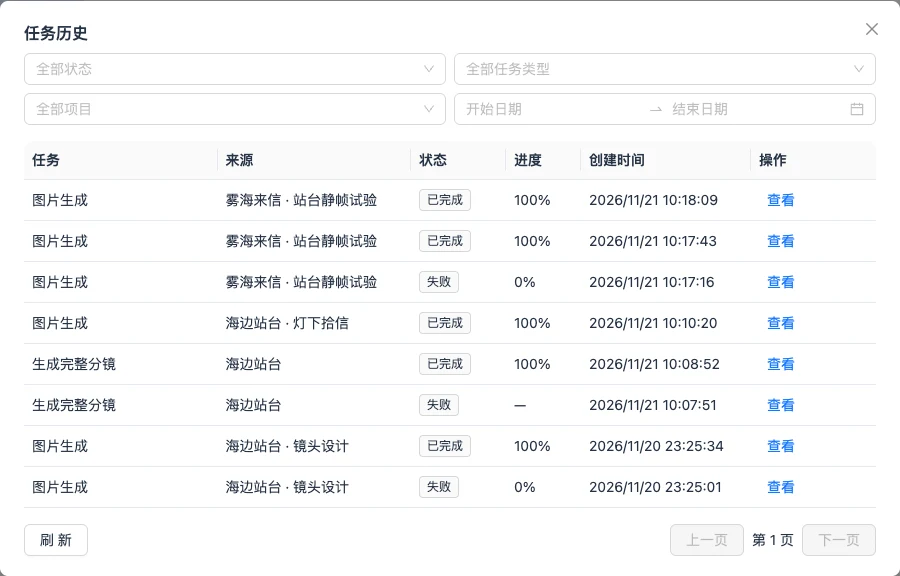 任务历史
全部状态 全部任务类型
全部项目 开始日期 → 结束日期
任务 来源 状态 进度 创建时间 操作
图片生成 雾海来信 · 站台静帧试验 已完成 100% 2026/11/21 10:18:09 查看
图片生成 雾海来信 · 站台静帧试验 已完成 100% 2026/11/21 10:17:43 查看
图片生成 雾海来信 · 站台静帧试验 失败 0% 2026/11/21 10:17:16 查看
图片生成 海边站台 · 灯下拾信 已完成 100% 2026/11/21 10:10:20 查看
生成完整分镜 海边站台 已完成 100% 2026/11/21 10:08:52 查看
生成完整分镜 海边站台 失败 — 2026/11/21 10:07:51 查看
图片生成 海边站台 · 镜头设计 已完成 100% 2026/11/20 23:25:34 查看
图片生成 海边站台 · 镜头设计 失败 0% 2026/11/20 23:25:01 查看
刷 新 上一页 第 1 页 下一页